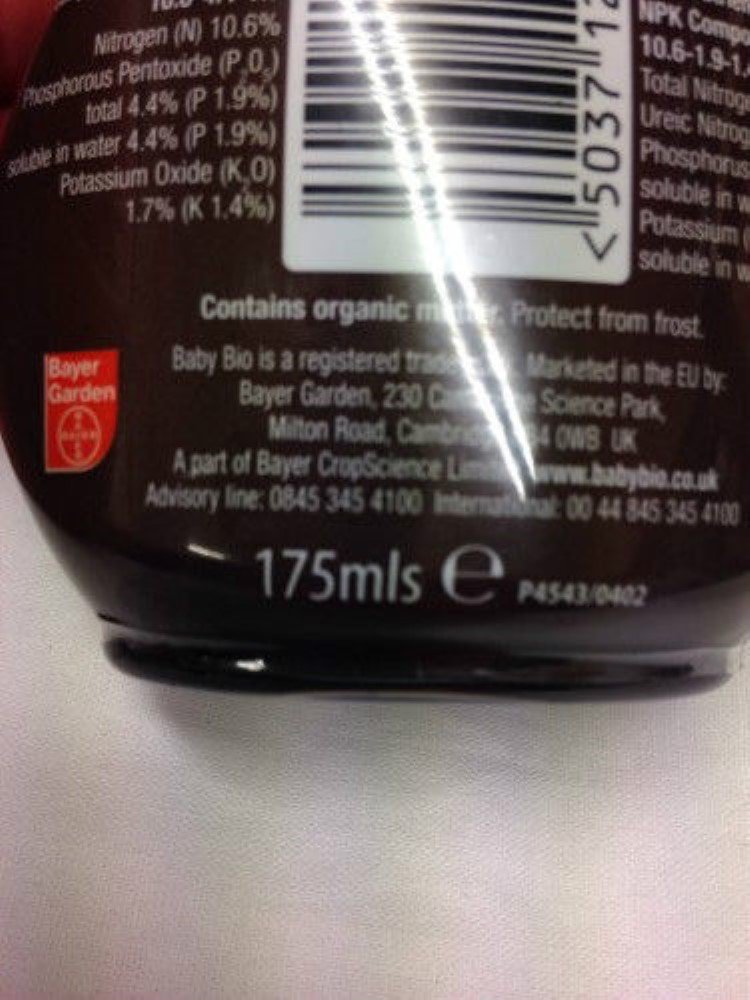 Nitrogen (N) 10.6%
Phosphorous Pentoxide (P2O5)
total 4.4% (P 1.9%)
soluble in water 4.4% (P 1.9%)
Potassium Oxide (K2O)
1.7% (K 1.4%)
<5037
NPK
10.6-1.9-1.
Total
Ureic
soluble in
Potassium
soluble in
Contains organic Protect from frost.
Baby Bio is a registered Marketed in the EU by:
Bayer Garden, 230 Science Park,
Milton Road, 0WB UK
A part of Bayer CropScience www.babybio.co.uk
Advisory line: 0845 345 4100 International: 00 44 845 345 4100
Bayer
Garden
BAYER
175mls e P4543/0402